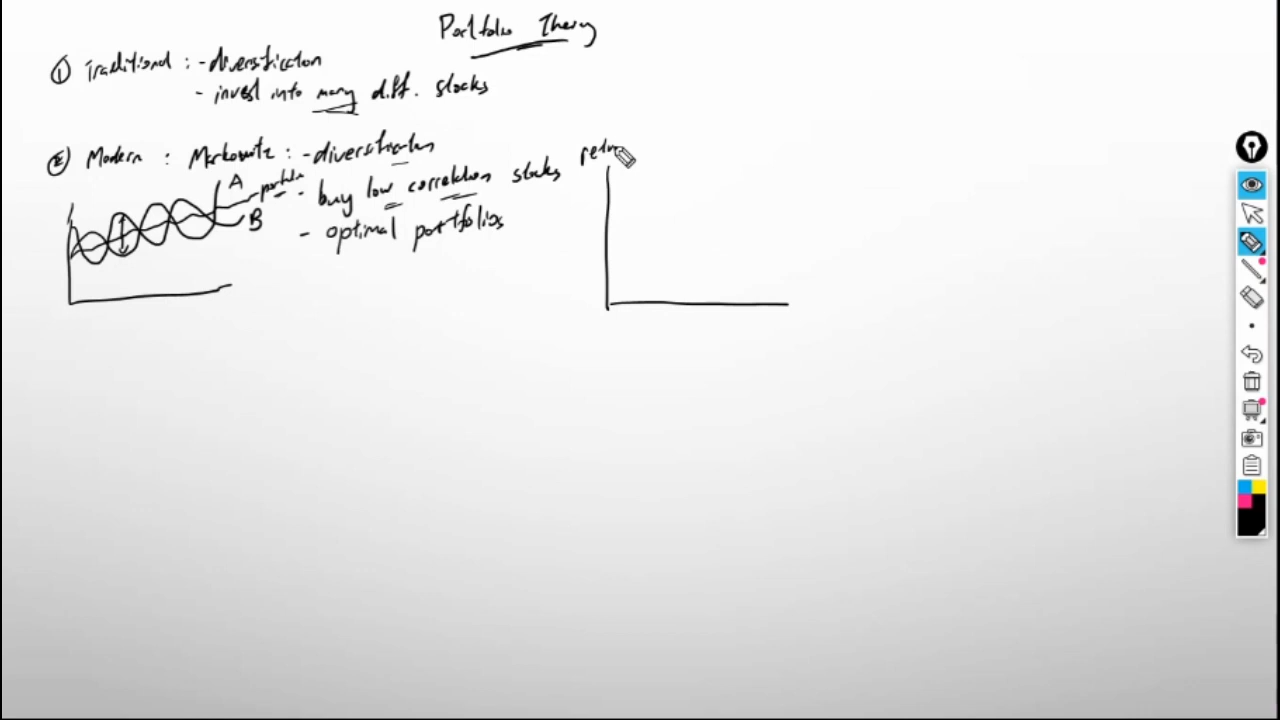 Portfolio Theory
① Traditional : - diversification
- invest into many diff. stocks
② Modern : Markowitz : - diversification
- buy low correlation stocks
- optimal portfolios
A
portfolio
B
retur